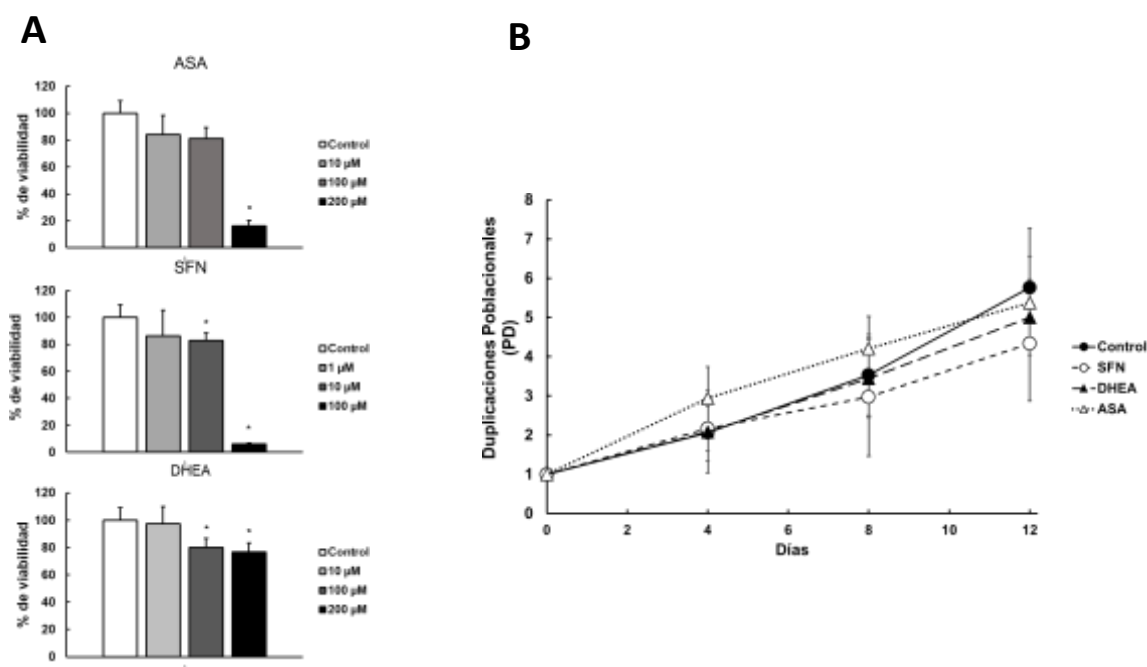 A
ASA
% de viabilidad
120
100
80
60
40
20
0
Control
10 µM
100 µM
200 µM
*
SFN
% de viabilidad
120
100
80
60
40
20
0
Control
1 µM
10 µM
100 µM
*
*
DHEA
% de viabilidad
120
100
80
60
40
20
0
Control
10 µM
100 µM
200 µM
*
*
B
Duplicaciones Poblacionales
(PD)
8
7
6
5
4
3
2
1
0
0 2 4 6 8 10 12
Días
Control
SFN
DHEA
ASA